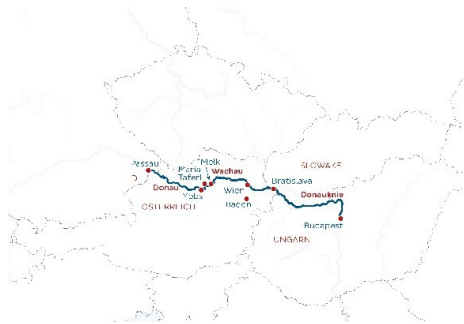 Passau
Melk
Maria
Taferl
Wachau
SLOWAKEI
D
Donau
Ybbs
Wien
Bratislava
Donauknie
ÖSTERREICH
Baden
Budapest
UNGARN